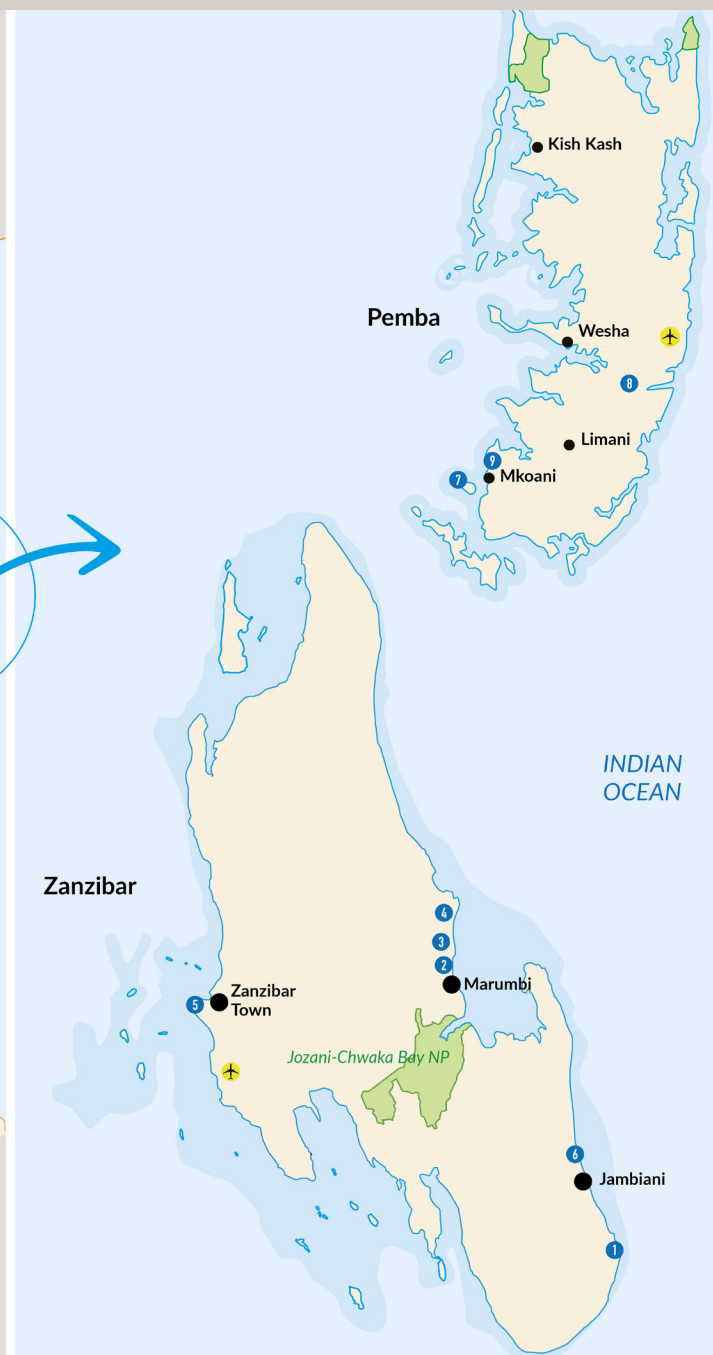 Kish Kash
Pemba
Wesha
8
Limani
9
7
Mkoani
INDIAN
OCEAN
Zanzibar
4
3
2
Marumbi
Zanzibar
Town
5
Jozani-Chwaka Bay NP
6
Jambiani
1